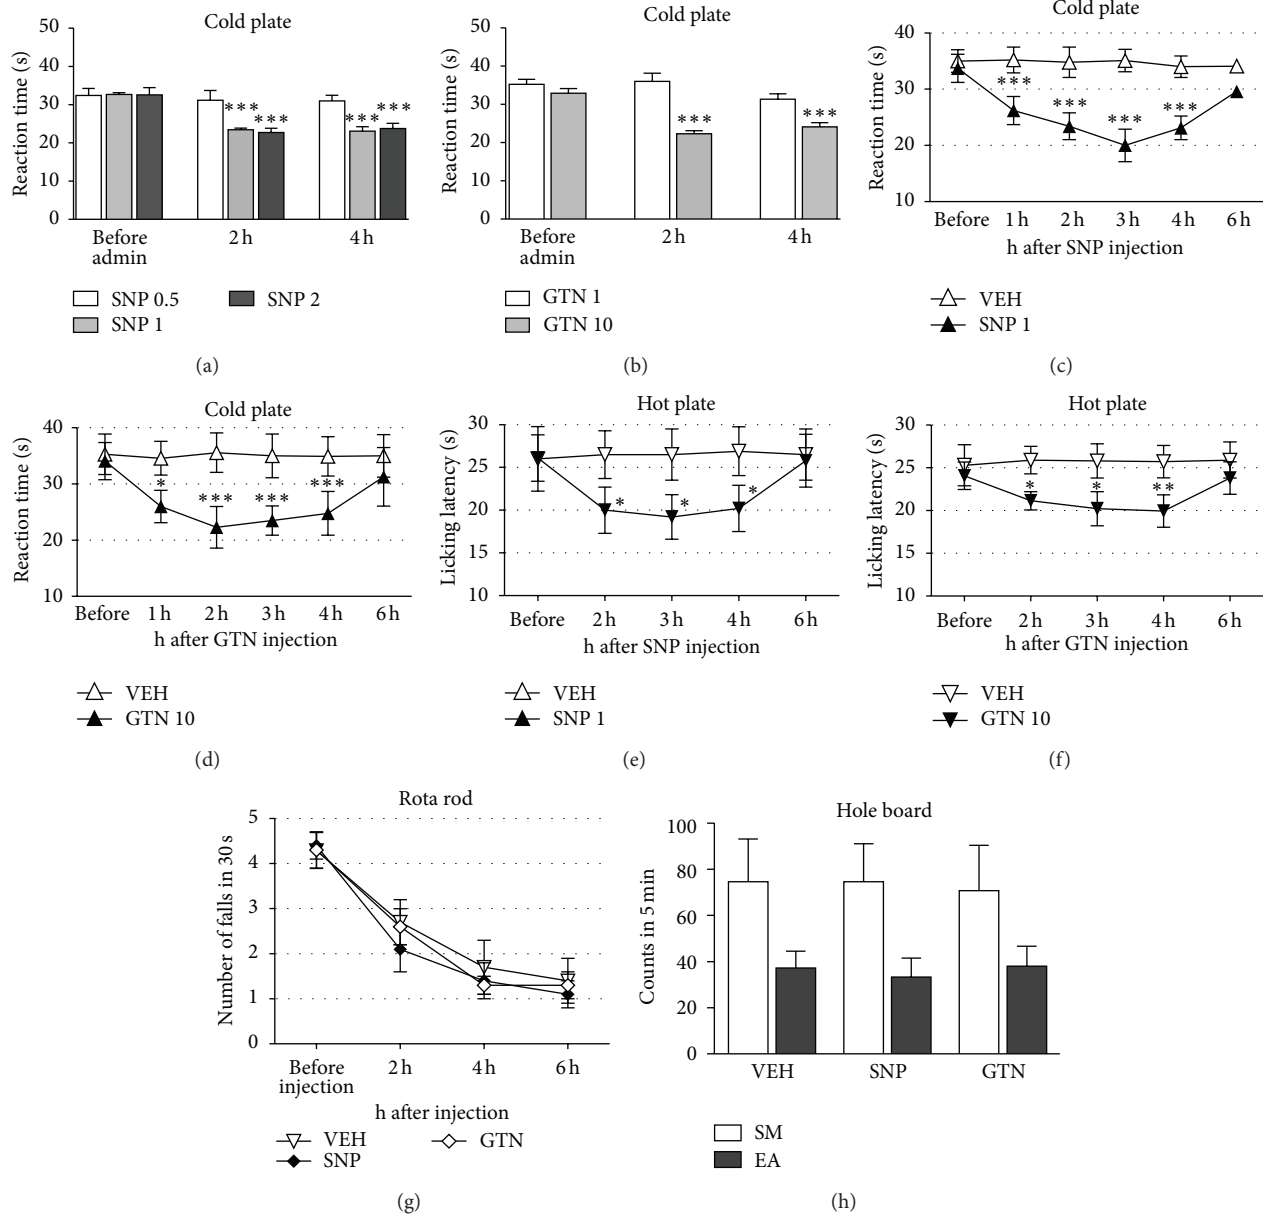 Cold plate
Reaction time (s)
50
40
30
20
10
0
***
***
***
***
Before
admin
2 h
4 h
SNP 0.5
SNP 2
SNP 1
(a)
Cold plate
Reaction time (s)
50
40
30
20
10
0
***
***
Before
admin
2 h
4 h
GTN 1
GTN 10
(b)
Cold plate
Reaction time (s)
40
30
20
10
***
***
***
***
Before 1 h 2 h 3 h 4 h 6 h
h after SNP injection
VEH
SNP 1
(c)
Cold plate
Reaction time (s)
40
30
20
10
*
***
***
***
Before 1 h 2 h 3 h 4 h 6 h
h after GTN injection
VEH
GTN 10
(d)
Hot plate
Licking latency (s)
30
25
20
15
10
*
*
*
Before 2 h 3 h 4 h 6 h
h after SNP injection
VEH
SNP 1
(e)
Hot plate
Licking latency (s)
30
25
20
15
10
*
*
**
Before 2 h 3 h 4 h 6 h
h after GTN injection
VEH
GTN 10
(f)
Rota rod
Number of falls in 30 s
5
4
3
2
1
0
Before
injection
2 h
4 h
6 h
h after injection
VEH
GTN
SNP
(g)
Hole board
Counts in 5 min
100
80
60
40
20
0
VEH SNP GTN
SM
EA
(h)